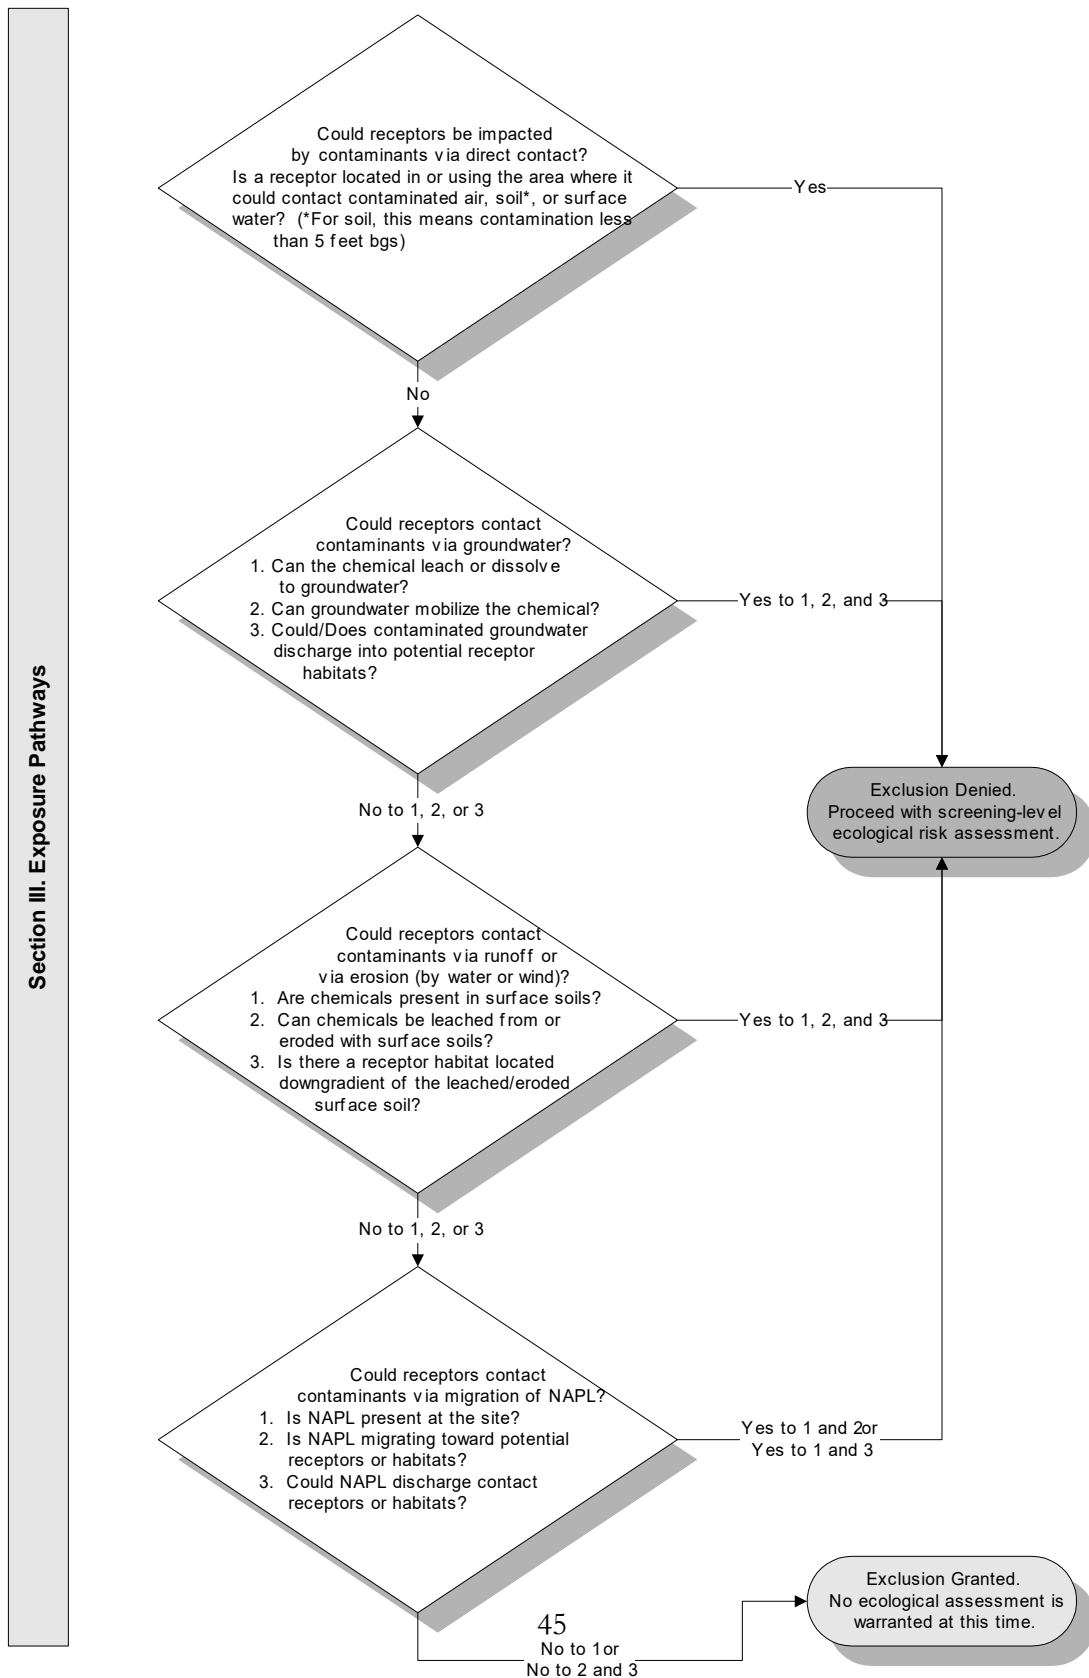 Section III. Exposure Pathways
Could receptors be impacted
by contaminants via direct contact?
Is a receptor located in or using the area where it
could contact contaminated air, soil*, or surface
water? (*For soil, this means contamination less
than 5 feet bgs)
Yes
No
Could receptors contact
contaminants via groundwater?
1. Can the chemical leach or dissolve
to groundwater?
2. Can groundwater mobilize the chemical?
3. Could/Does contaminated groundwater
discharge into potential receptor
habitats?
Yes to 1, 2, and 3
No to 1, 2, or 3
Exclusion Denied.
Proceed with screening-level
ecological risk assessment.
Could receptors contact
contaminants via runoff or
via erosion (by water or wind)?
1. Are chemicals present in surface soils?
2. Can chemicals be leached from or
eroded with surface soils?
3. Is there a receptor habitat located
downgradient of the leached/eroded
surface soil?
Yes to 1, 2, and 3
No to 1, 2, or 3
Could receptors contact
contaminants via migration of NAPL?
1. Is NAPL present at the site?
2. Is NAPL migrating toward potential
receptors or habitats?
3. Could NAPL discharge contact
receptors or habitats?
Yes to 1 and 2or
Yes to 1 and 3
Exclusion Granted.
No ecological assessment is
warranted at this time.
45
No to 1or
No to 2 and 3